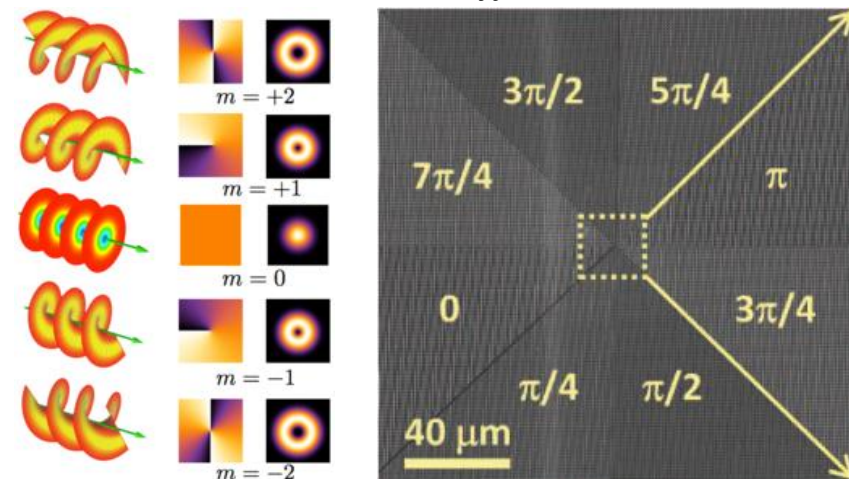 m = +2
m = +1
m = 0
m = −1
m = −2
3π/2
5π/4
7π/4
π
0
3π/4
π/4
π/2
40 μm